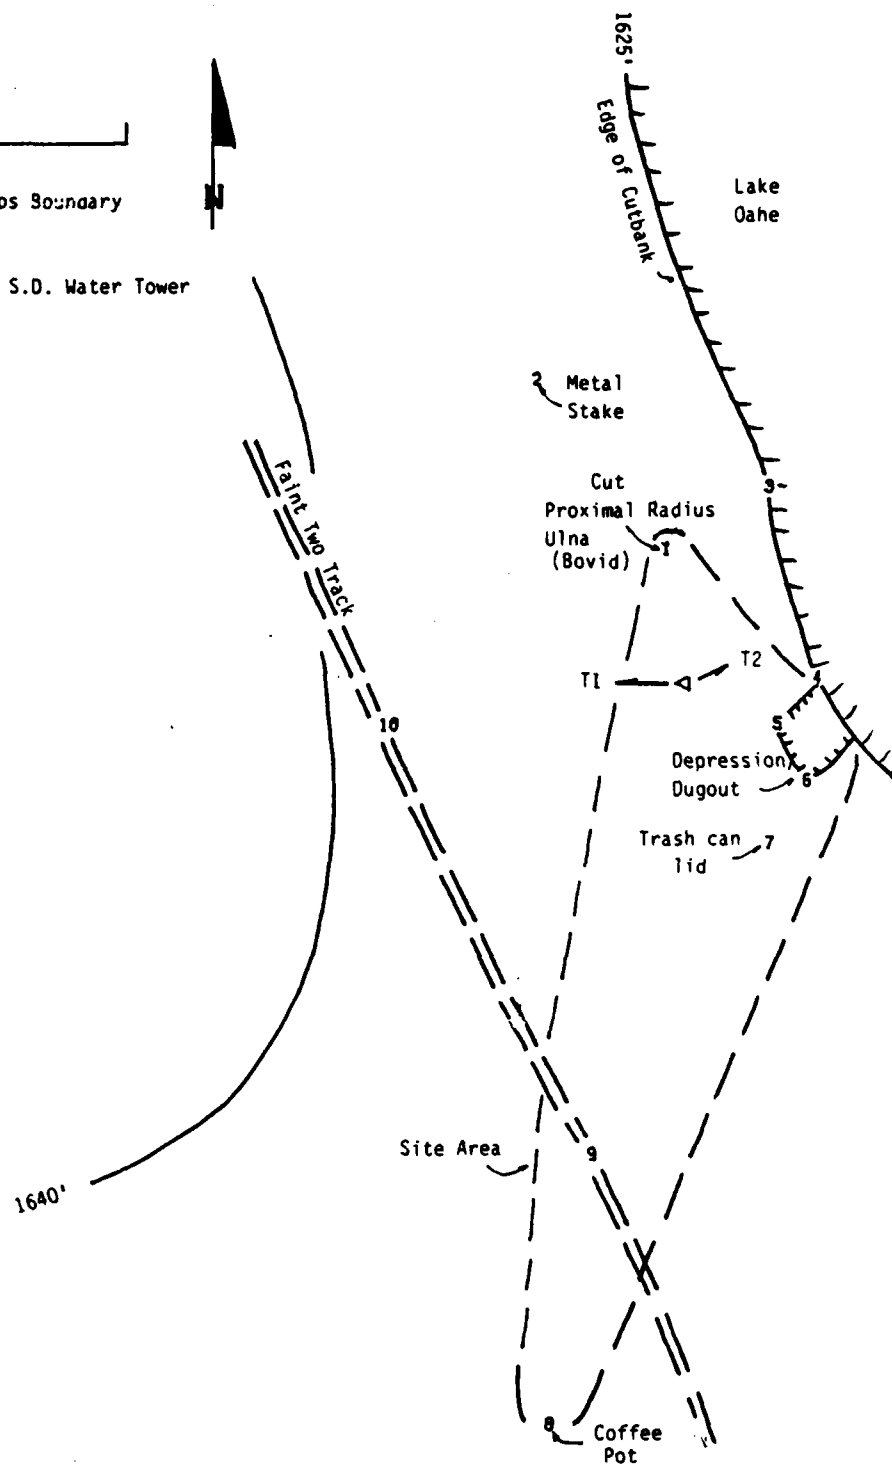 1625'
Edge of Cutbank
Lake
Oahe
N
Boundary
S.D. Water Tower
2
Metal
Stake
Faint Two Track
3
Cut
Proximal Radius
Ulna
(Bovid)
1
T1
T2
4
5
10
Depression/
Dugout
6
Trash can
lid
7
Site Area
9
1640'
8
Coffee
Pot